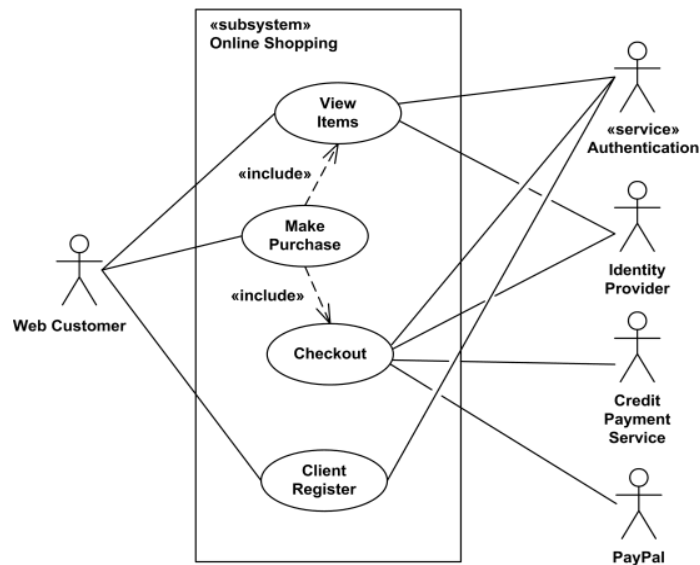 «subsystem»
Online Shopping
View
Items
«service»
Authentication
«include»
Make
Purchase
Web Customer
Identity
Provider
«include»
Checkout
Credit
Payment
Service
Client
Register
PayPal